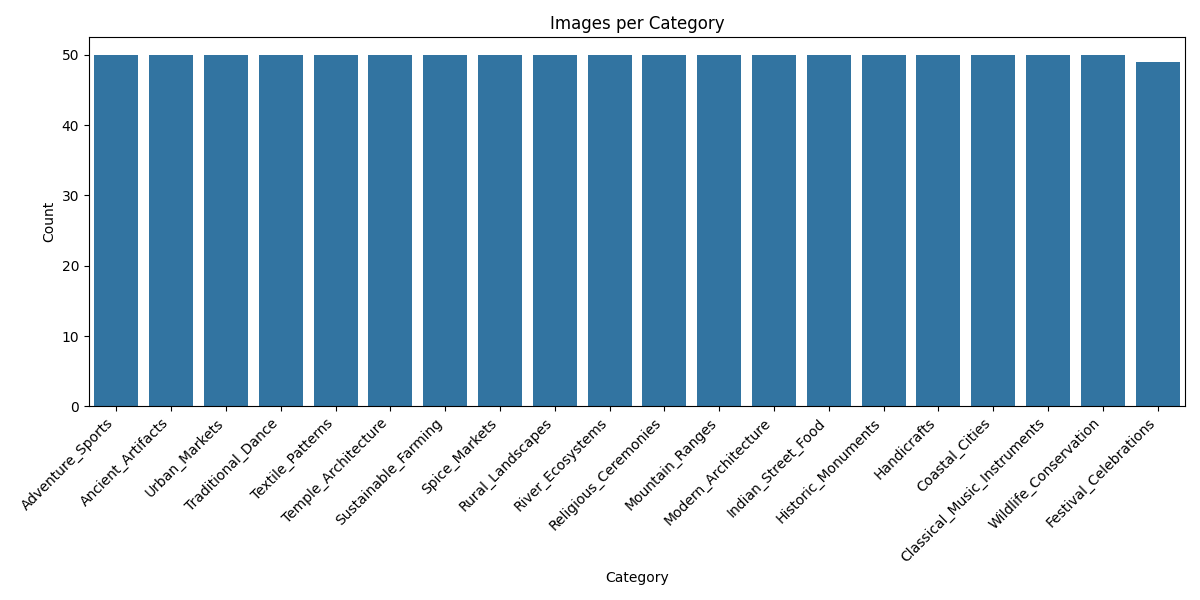 Images per Category
Count
50
40
30
20
10
0
Adventure_Sports
Ancient_Artifacts
Urban_Markets
Traditional_Dance
Textile_Patterns
Temple_Architecture
Sustainable_Farming
Spice_Markets
Rural_Landscapes
River_Ecosystems
Religious_Ceremonies
Mountain_Ranges
Modern_Architecture
Indian_Street_Food
Historic_Monuments
Handicrafts
Coastal_Cities
Classical_Music_Instruments
Wildlife_Conservation
Festival_Celebrations
Category